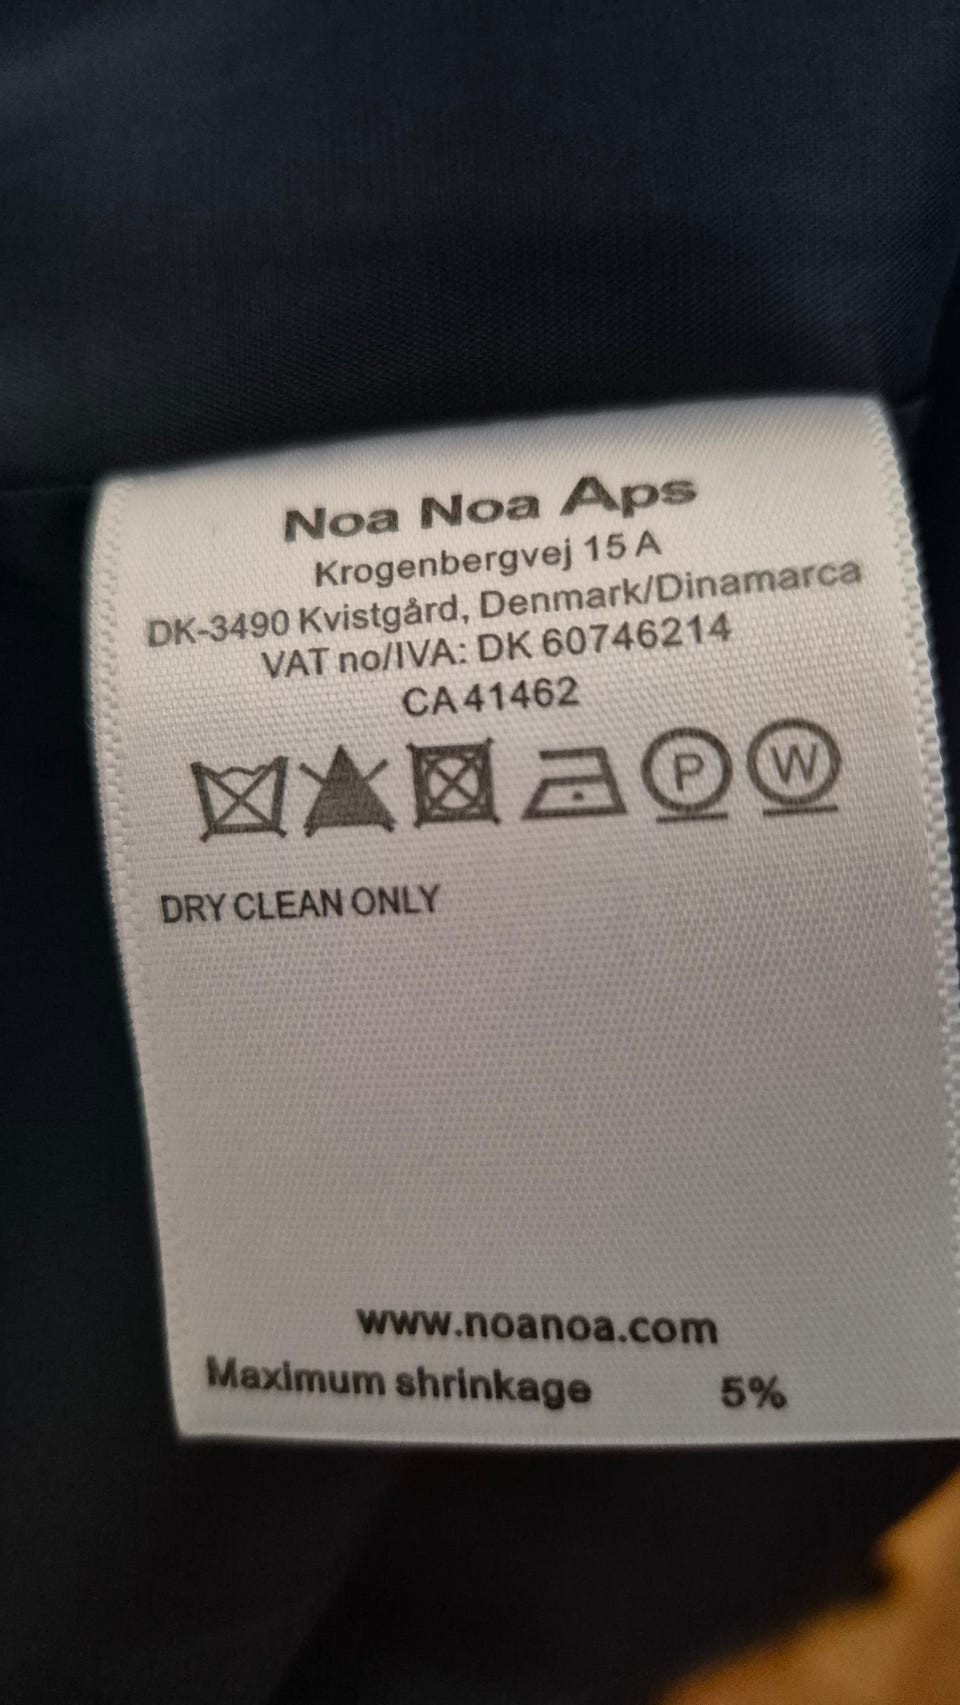 Noa Noa Aps
Krogenbergvej 15 A
DK-3490 Kvistgård, Denmark/Dinamarca
VAT no/IVA: DK 60746214
CA 41462
P W
DRY CLEAN ONLY
www.noanoa.com
Maximum shrinkage 5%